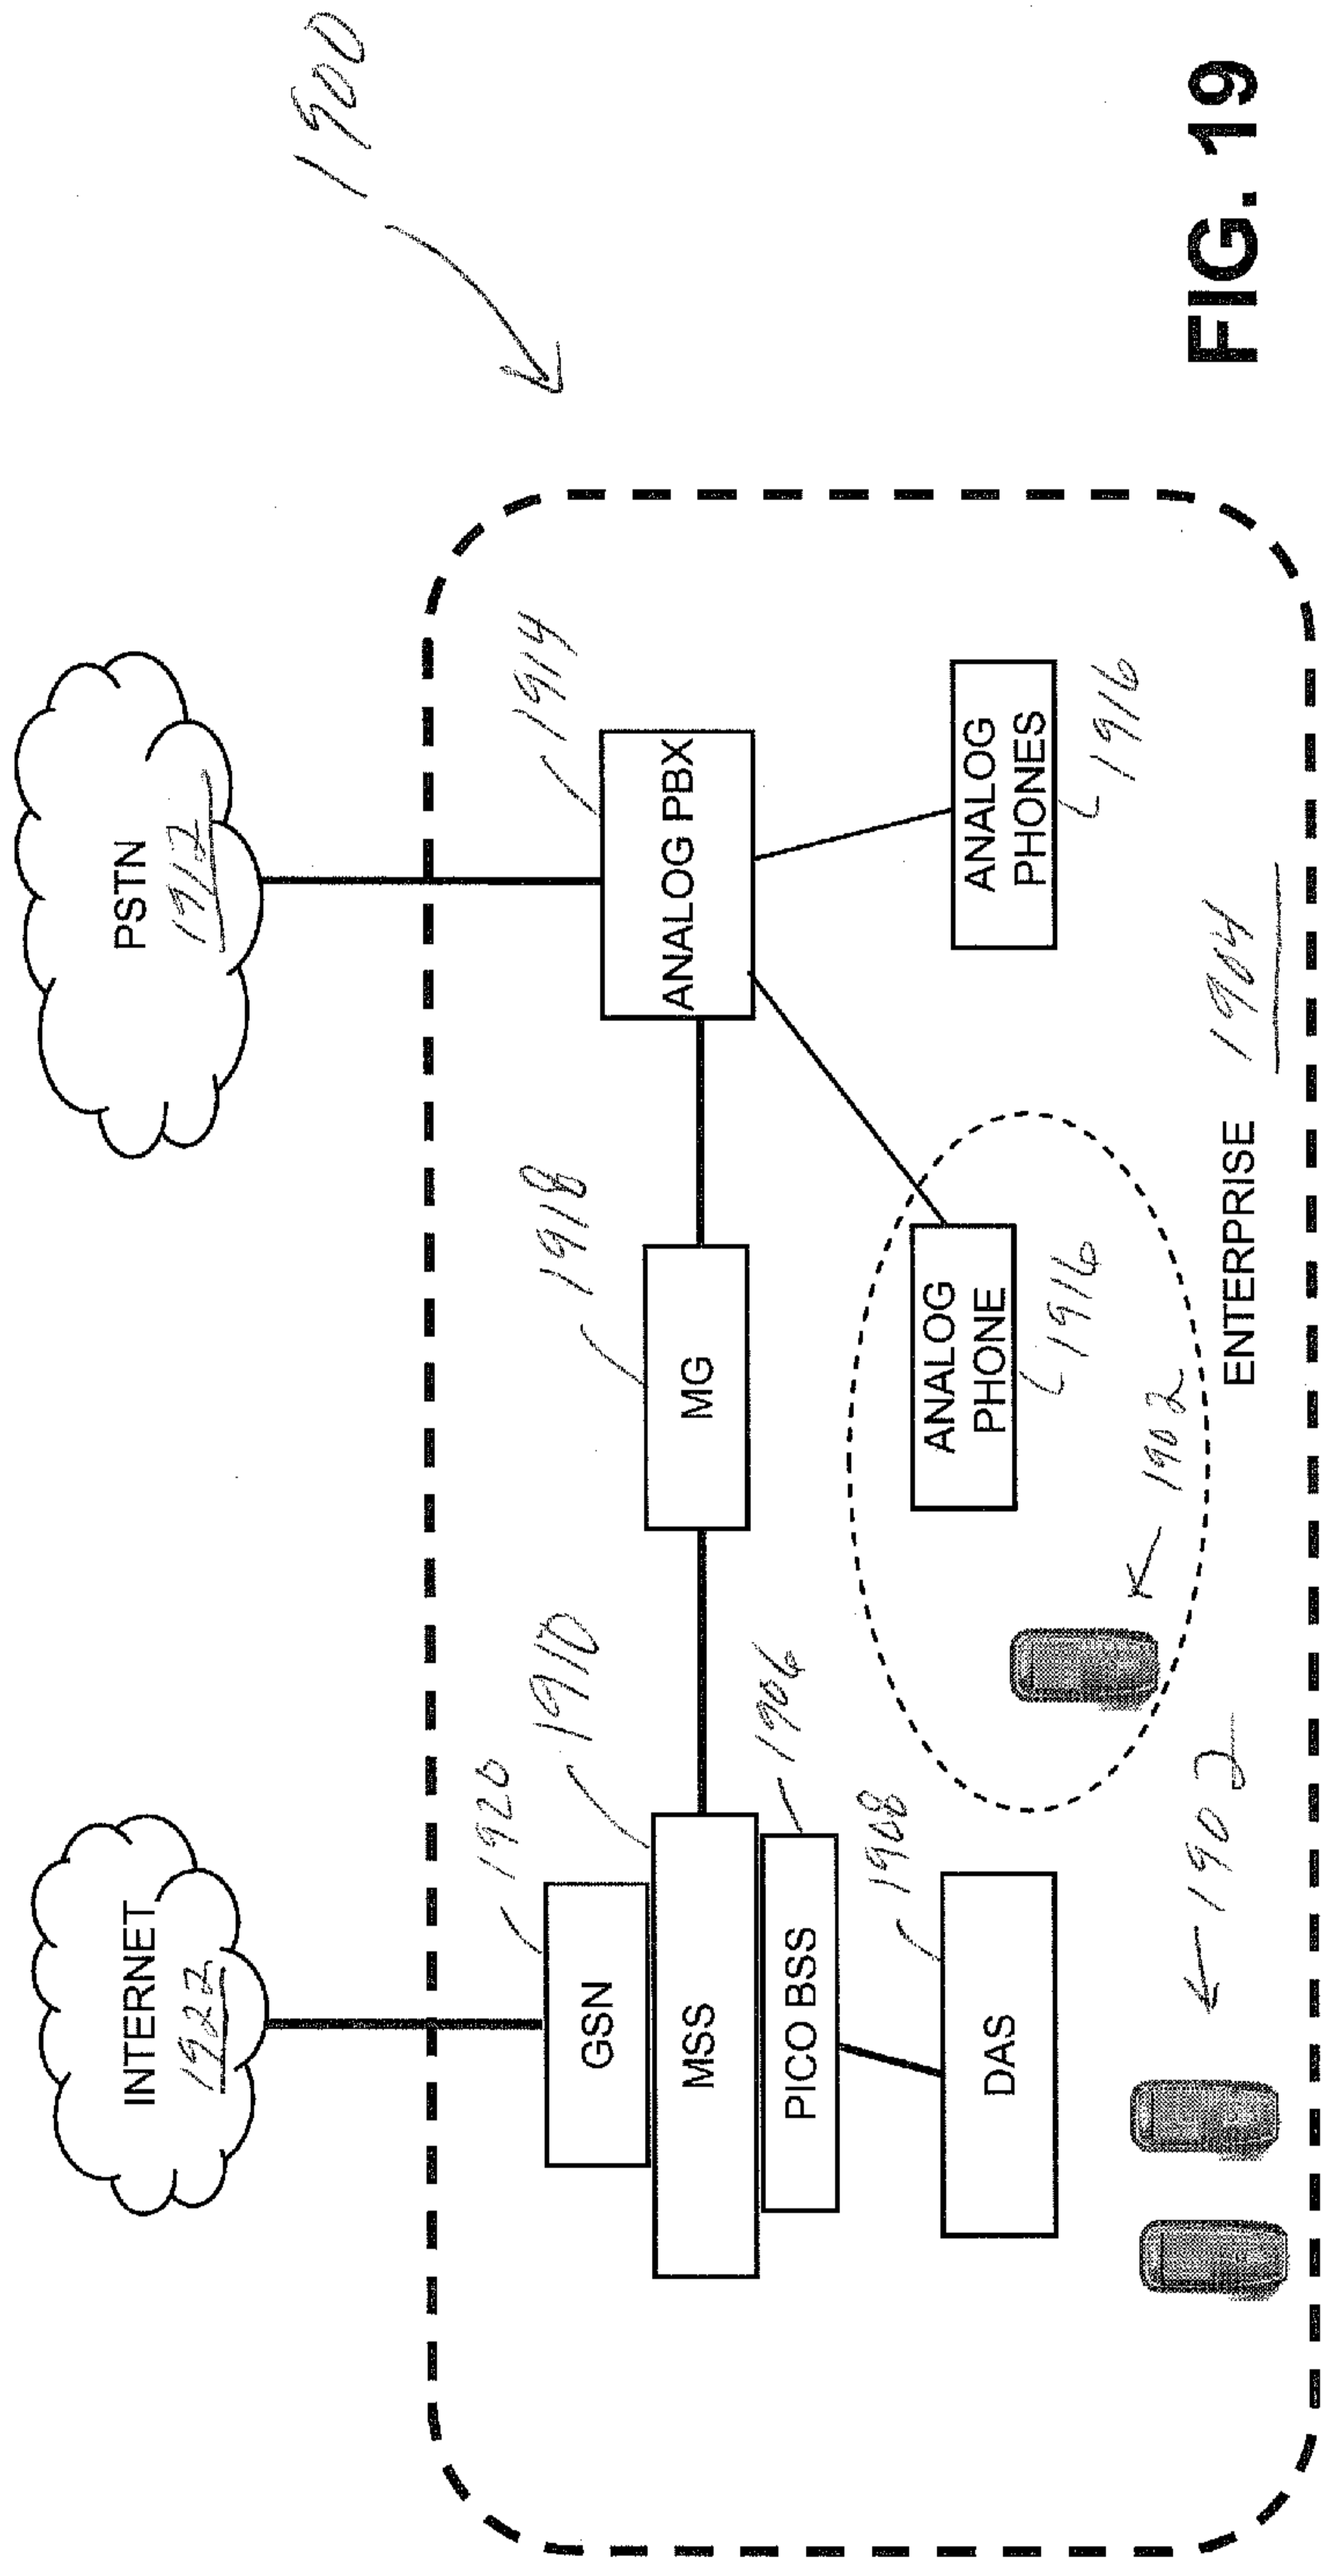 1900
INTERNET
1922
PSTN
1912
1920
1910
1918
1914
GSN
MSS
MG
ANALOG PBX
PICO BSS
1906
1908
DAS
ANALOG
PHONE
1916
ANALOG
PHONES
1916
1902
1902
ENTERPRISE
1904
FIG. 19